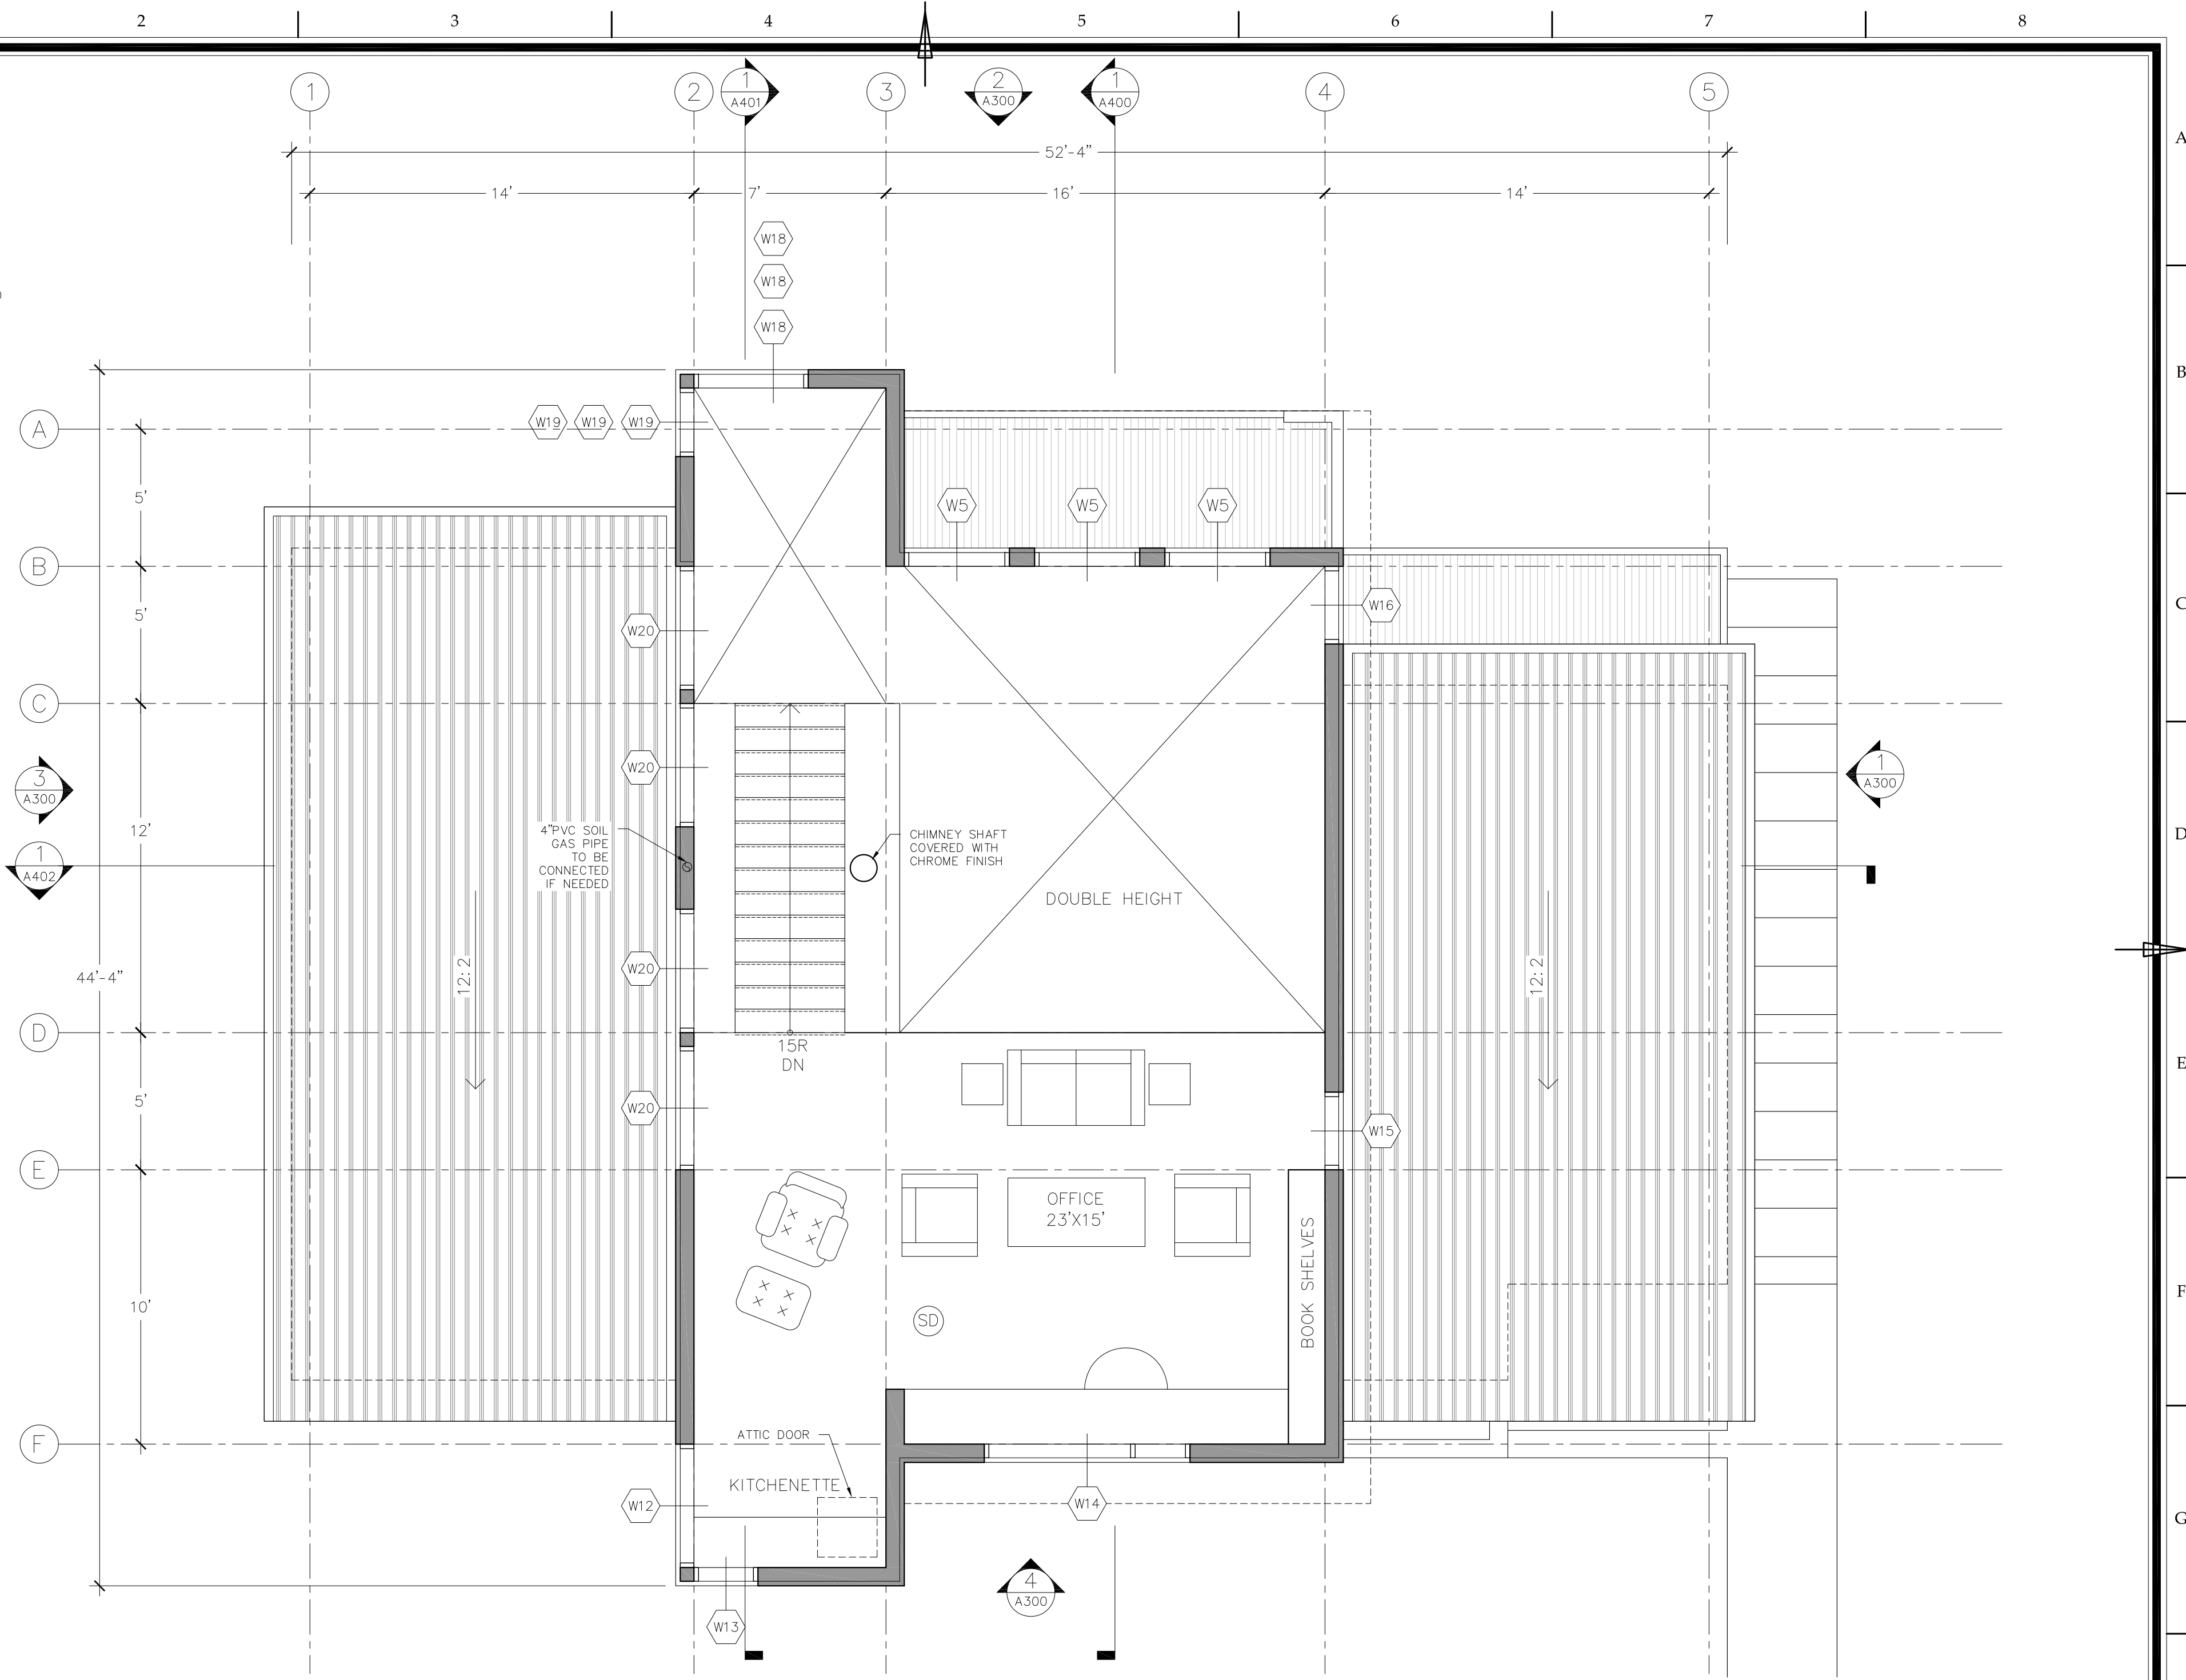 2 3 4 5 6 7 8
1 2 1 A401 3 2 A300 1 A400 4 5
A
52'-4"
14' 7' 16' 14'
W18
W18
W18
B
W19 W19 W19
A
5'
W5 W5 W5
B
5'
W16
C
W20
C
W20
3
A300
1
A300
12'
4"PVC SOIL
GAS PIPE
TO BE
CONNECTED
IF NEEDED
CHIMNEY SHAFT
COVERED WITH
CHROME FINISH
D
1
A402
DOUBLE HEIGHT
44'-4"
12:2
W20
12:2
D
15R
DN
E
5'
W20
W15
E
OFFICE
23'X15'
BOOK SHELVES
10'
SD
F
F
ATTIC DOOR
KITCHENETTE
W12
W14
G
4
A300
W13